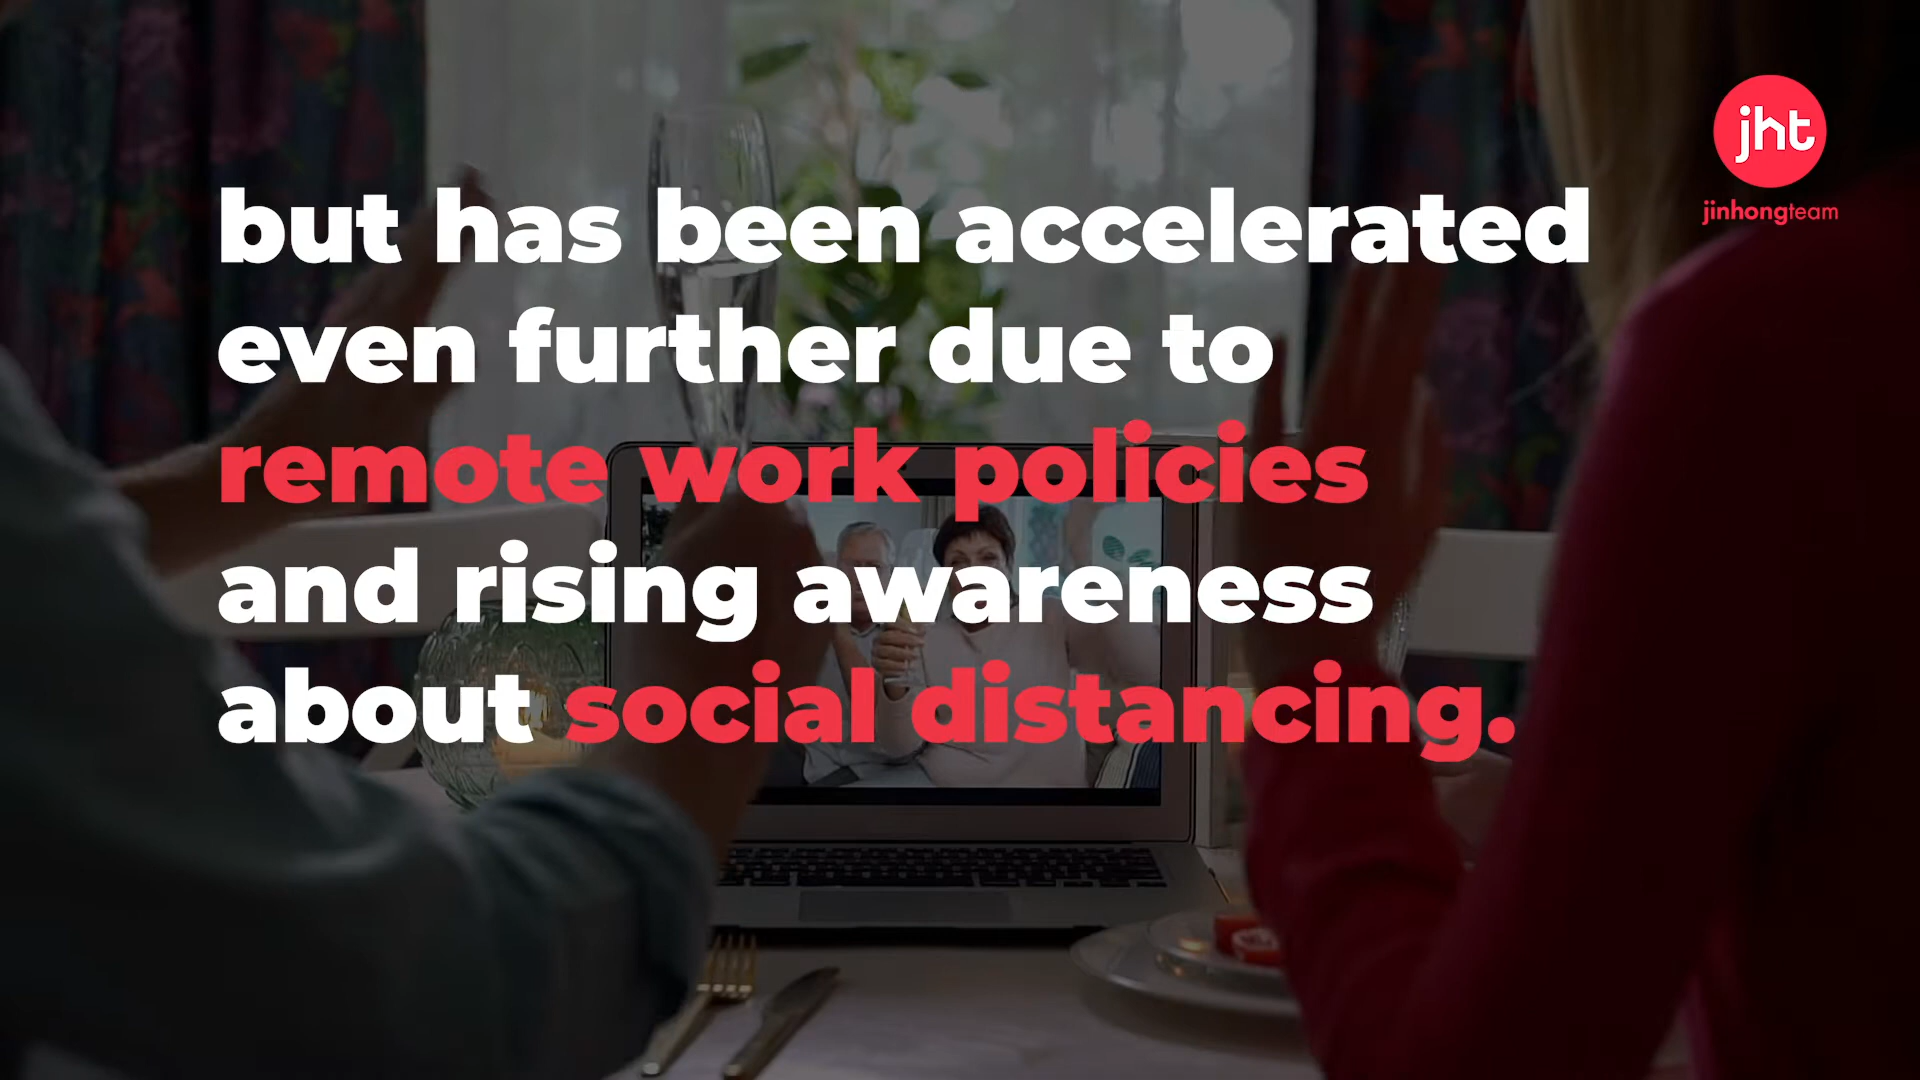 jht
jinhongteam
but has been accelerated
even further due to
remote work policies
and rising awareness
about social distancing.